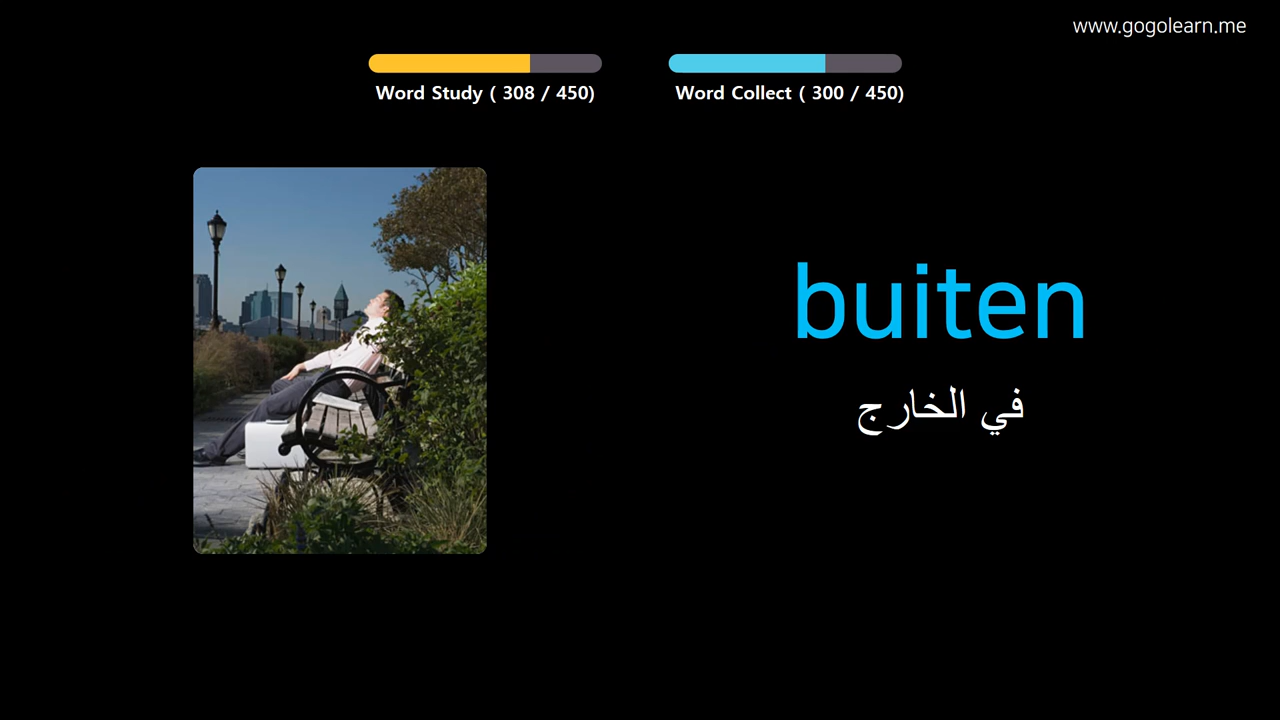 www.gogolearn.me
Word Study ( 308 / 450)
Word Collect ( 300 / 450)
buiten
في الخارج